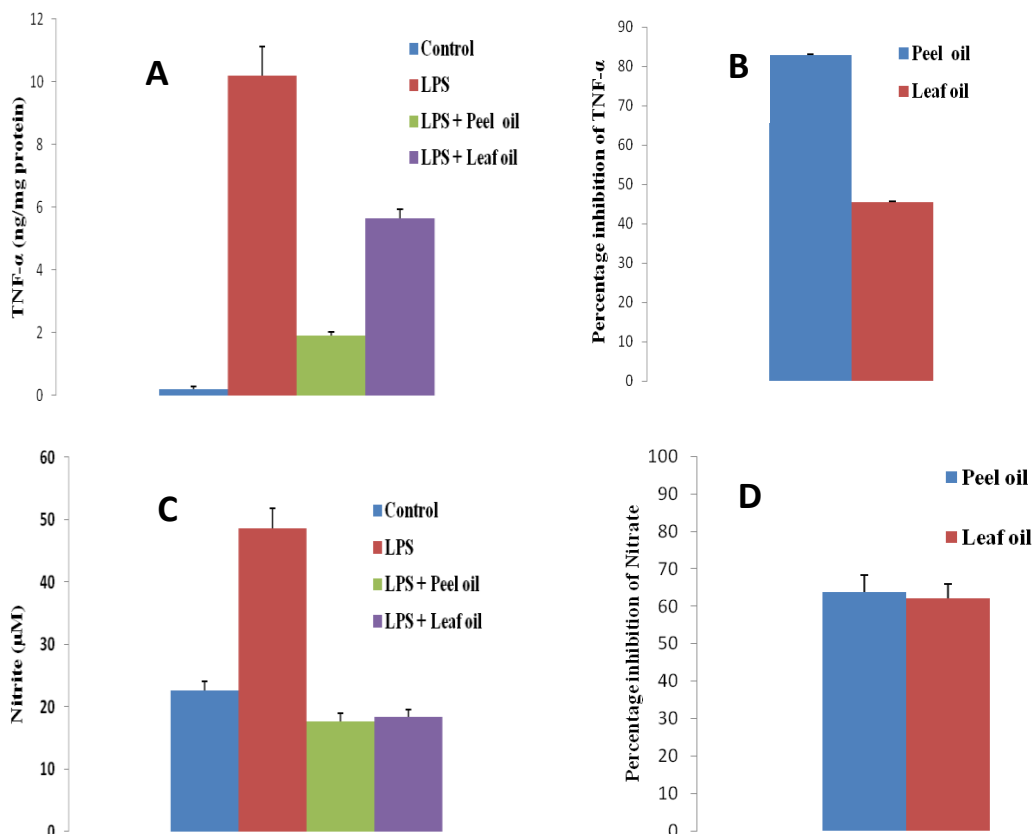 A
TNF-α (ng/mg protein)
12
10
8
6
4
2
0
Control
LPS
LPS + Peel oil
LPS + Leaf oil
B
Percentage inhibition of TNF-α
90
80
70
60
50
40
30
20
10
0
Peel oil
Leaf oil
C
Nitrite (µM)
60
50
40
30
20
10
0
Control
LPS
LPS + Peel oil
LPS + Leaf oil
D
Percentage inhibition of Nitrate
100
90
80
70
60
50
40
30
20
10
0
Peel oil
Leaf oil